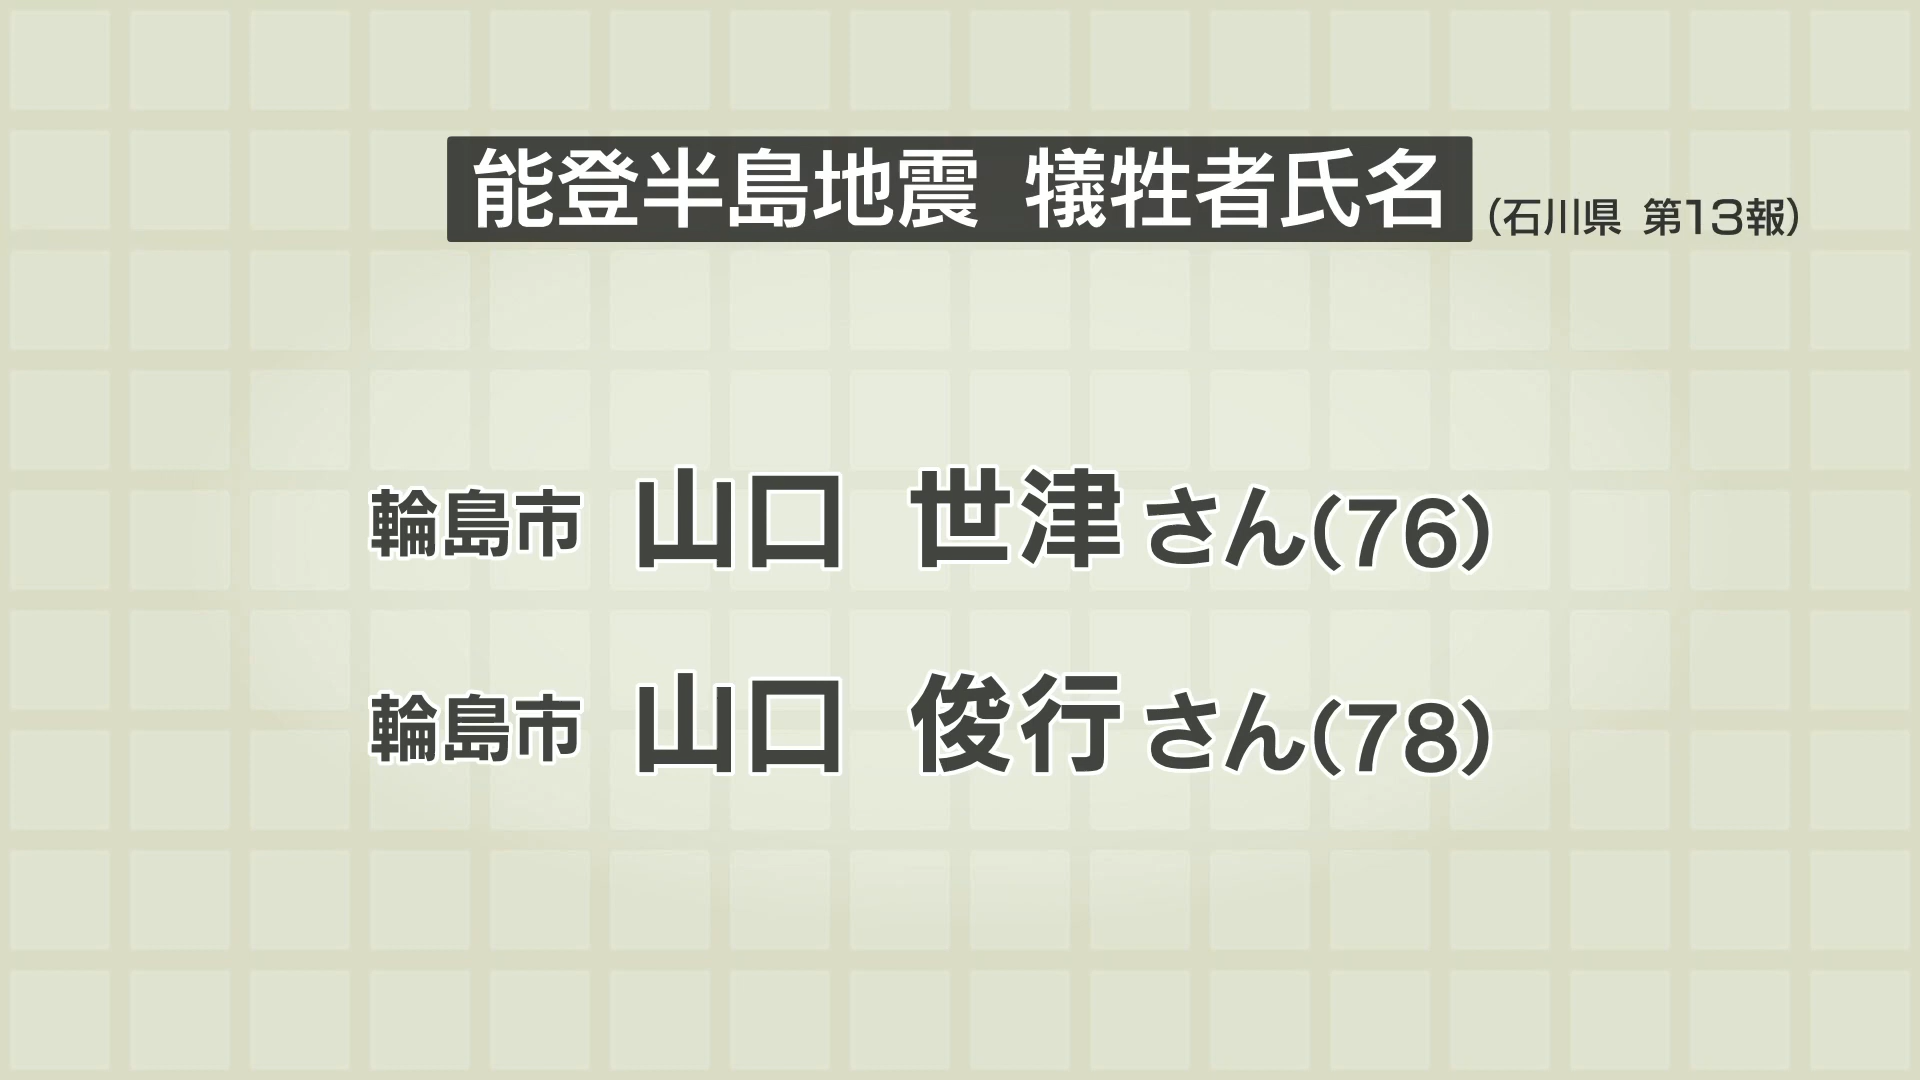 能登半島地震 犠牲者氏名 (石川県 第13報)
輪島市 山口 世津 さん(76)
輪島市 山口 俊行 さん(78)